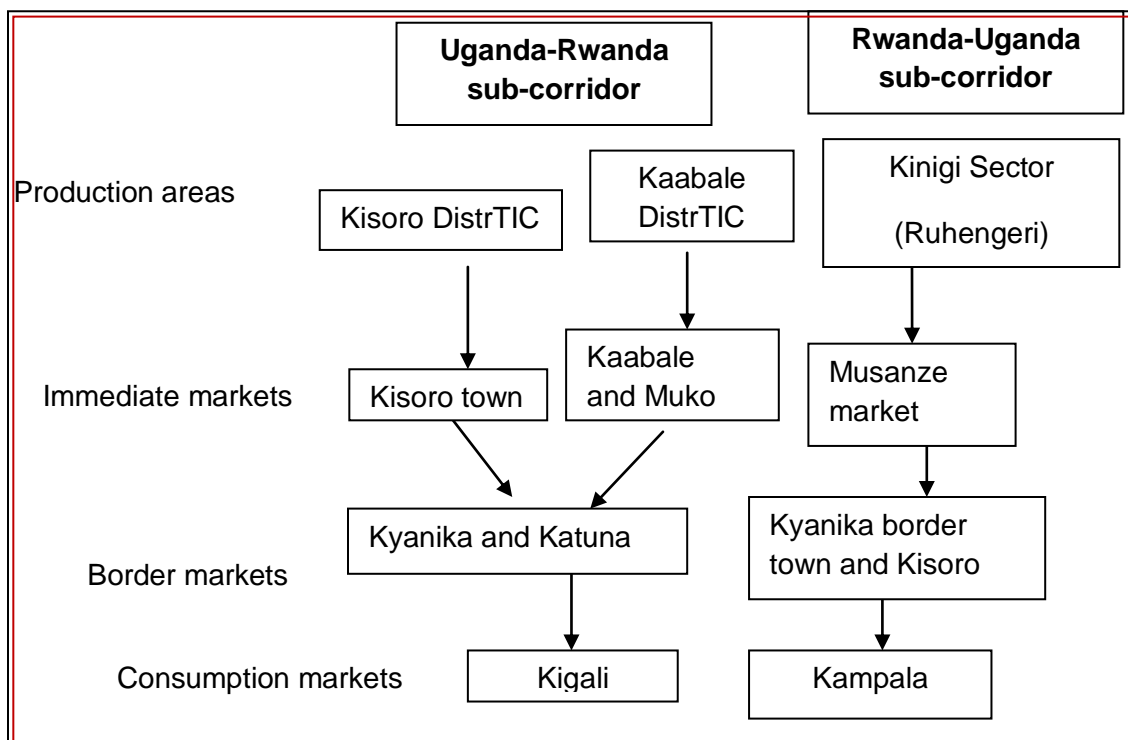 Uganda-Rwanda
sub-corridor
Rwanda-Uganda
sub-corridor
Production areas
Kisoro DistrTIC
Kaabale
DistrTIC
Kinigi Sector
(Ruhengeri)
Immediate markets
Kisoro town
Kaabale
and Muko
Musanze
market
Border markets
Kyanika and Katuna
Kyanika border
town and Kisoro
Consumption markets
Kigali
Kampala